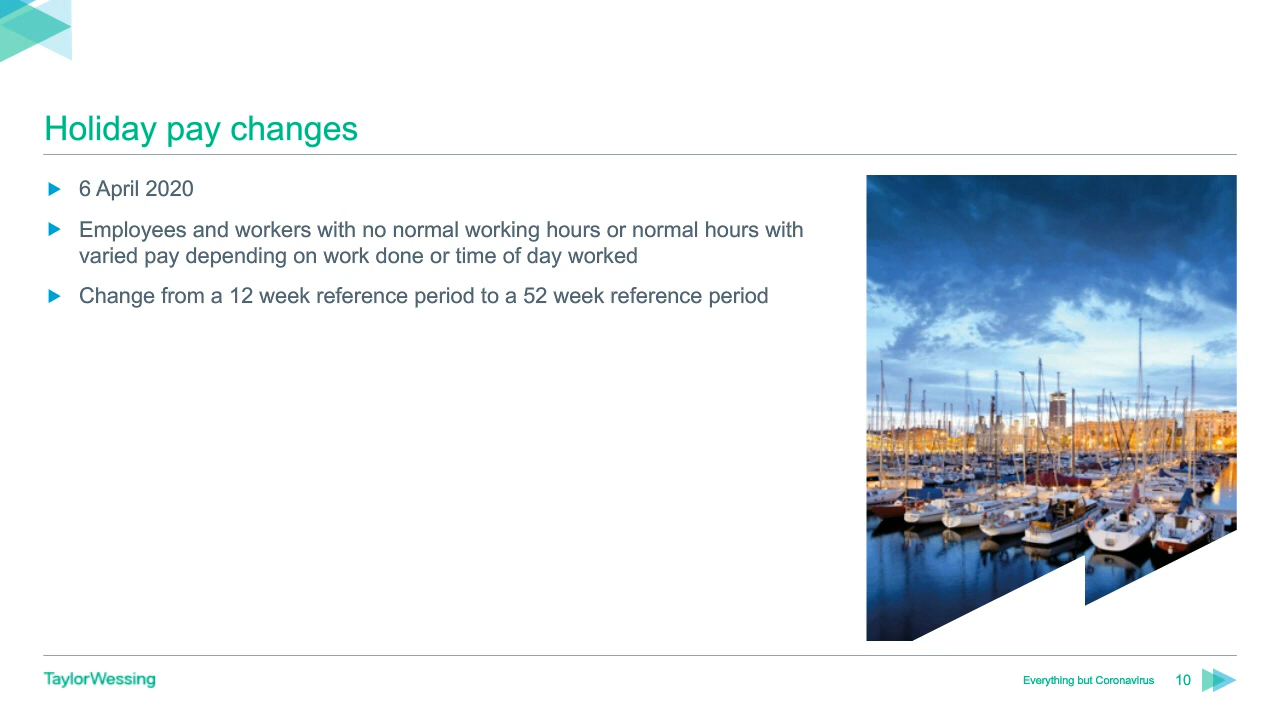 Holiday pay changes
6 April 2020
Employees and workers with no normal working hours or normal hours with
varied pay depending on work done or time of day worked
Change from a 12 week reference period to a 52 week reference period
TaylorWessing
Everything but Coronavirus 10